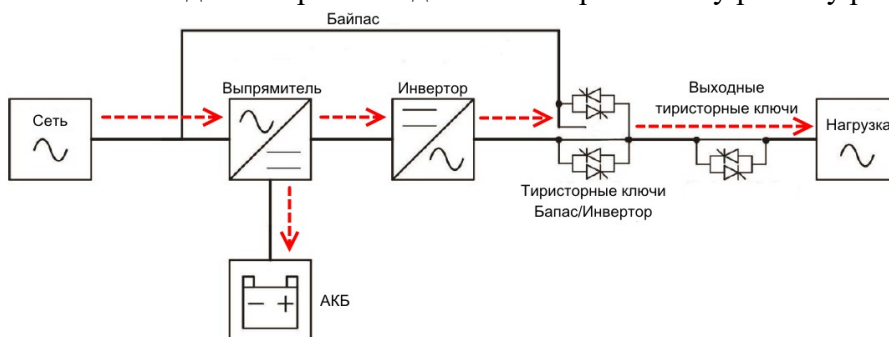 Байпас
Выпрямитель
Инвертор
Выходные
тиристорные ключи
Сеть
Нагрузка
Тиристорные ключи
Бапас/Инвертор
АКБ